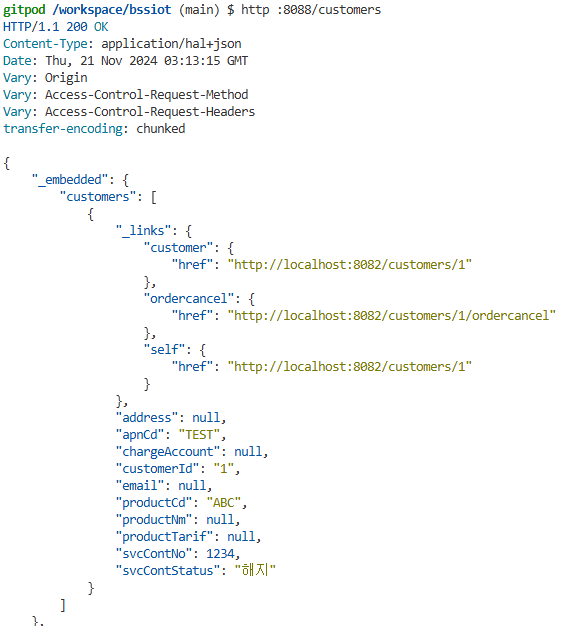 gitpod /workspace/bssiot (main) $ http :8088/customers
HTTP/1.1 200 OK
Content-Type: application/hal+json
Date: Thu, 21 Nov 2024 03:13:15 GMT
Vary: Origin
Vary: Access-Control-Request-Method
Vary: Access-Control-Request-Headers
transfer-encoding: chunked

{
    "_embedded": {
        "customers": [
            {
                "_links": {
                    "customer": {
                        "href": "http://localhost:8082/customers/1"
                    },
                    "ordercancel": {
                        "href": "http://localhost:8082/customers/1/ordercancel"
                    },
                    "self": {
                        "href": "http://localhost:8082/customers/1"
                    }
                },
                "address": null,
                "apnCd": "TEST",
                "chargeAccount": null,
                "customerId": "1",
                "email": null,
                "productCd": "ABC",
                "productNm": null,
                "productTarif": null,
                "svcContNo": 1234,
                "svcContStatus": "해지"
            }
        ]
    },